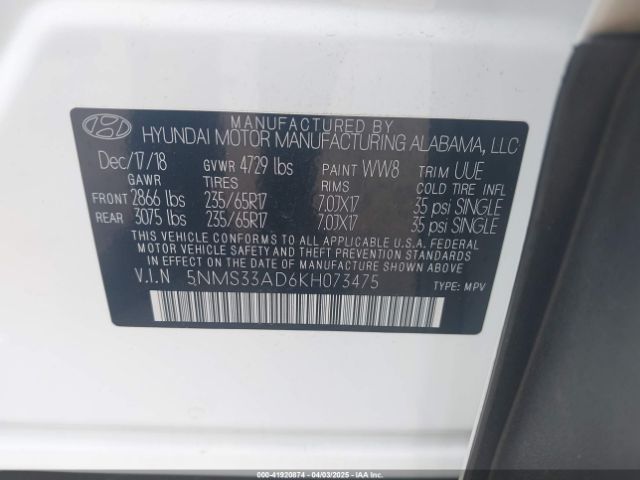 MANUFACTURED BY
HYUNDAI MOTOR MANUFACTURING ALABAMA, LLC
Dec/17/18 GVWR 4729 lbs PAINT WW8 TRIM UUE
GAWR TIRES RIMS COLD TIRE INFL
FRONT 2866 lbs 235/65R17 7.0JX17 35 psi SINGLE
REAR 3075 lbs 235/65R17 7.0JX17 35 psi SINGLE
THIS VEHICLE CONFORMS TO ALL APPLICABLE U.S.A. FEDERAL
MOTOR VEHICLE SAFETY AND THEFT PREVENTION STANDARDS
IN EFFECT ON THE DATE OF MANUFACTURE SHOWN ABOVE.
V.I.N 5NMS33AD6KH073475 TYPE: MPV
000-41920874 04/03/2025 IAA, Inc.